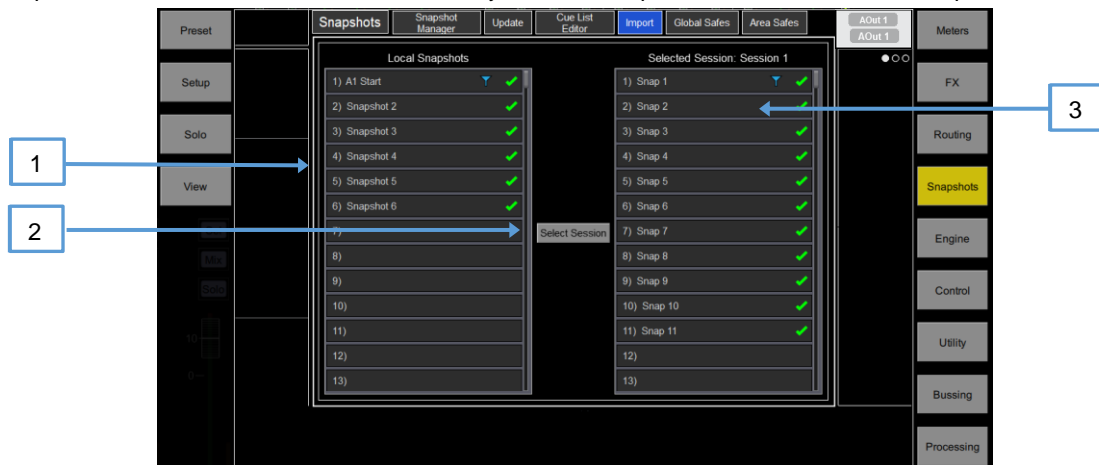 Preset
Setup
Solo
View
Mix
Solo
10
0
Snapshots
Snapshot
Manager
Update
Cue List
Editor
Import
Global Safes
Area Safes
AOut 1
AOut 1
Local Snapshots
1) A1 Start
2) Snapshot 2
3) Snapshot 3
4) Snapshot 4
5) Snapshot 5
6) Snapshot 6
7)
8)
9)
10)
11)
12)
13)
Select Session
Selected Session: Session 1
1) Snap 1
2) Snap 2
3) Snap 3
4) Snap 4
5) Snap 5
6) Snap 6
7) Snap 7
8) Snap 8
9) Snap 9
10) Snap 10
11) Snap 11
12)
13)
Meters
FX
Routing
Snapshots
Engine
Control
Utility
Bussing
Processing
1
2
3